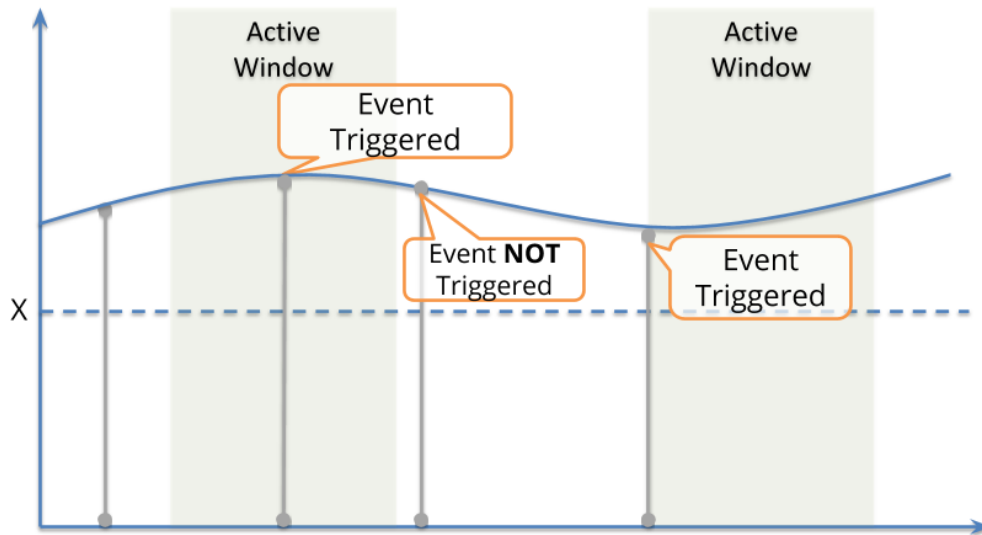 Active
Window
Active
Window
Event
Triggered
Event NOT
Triggered
Event
Triggered
X